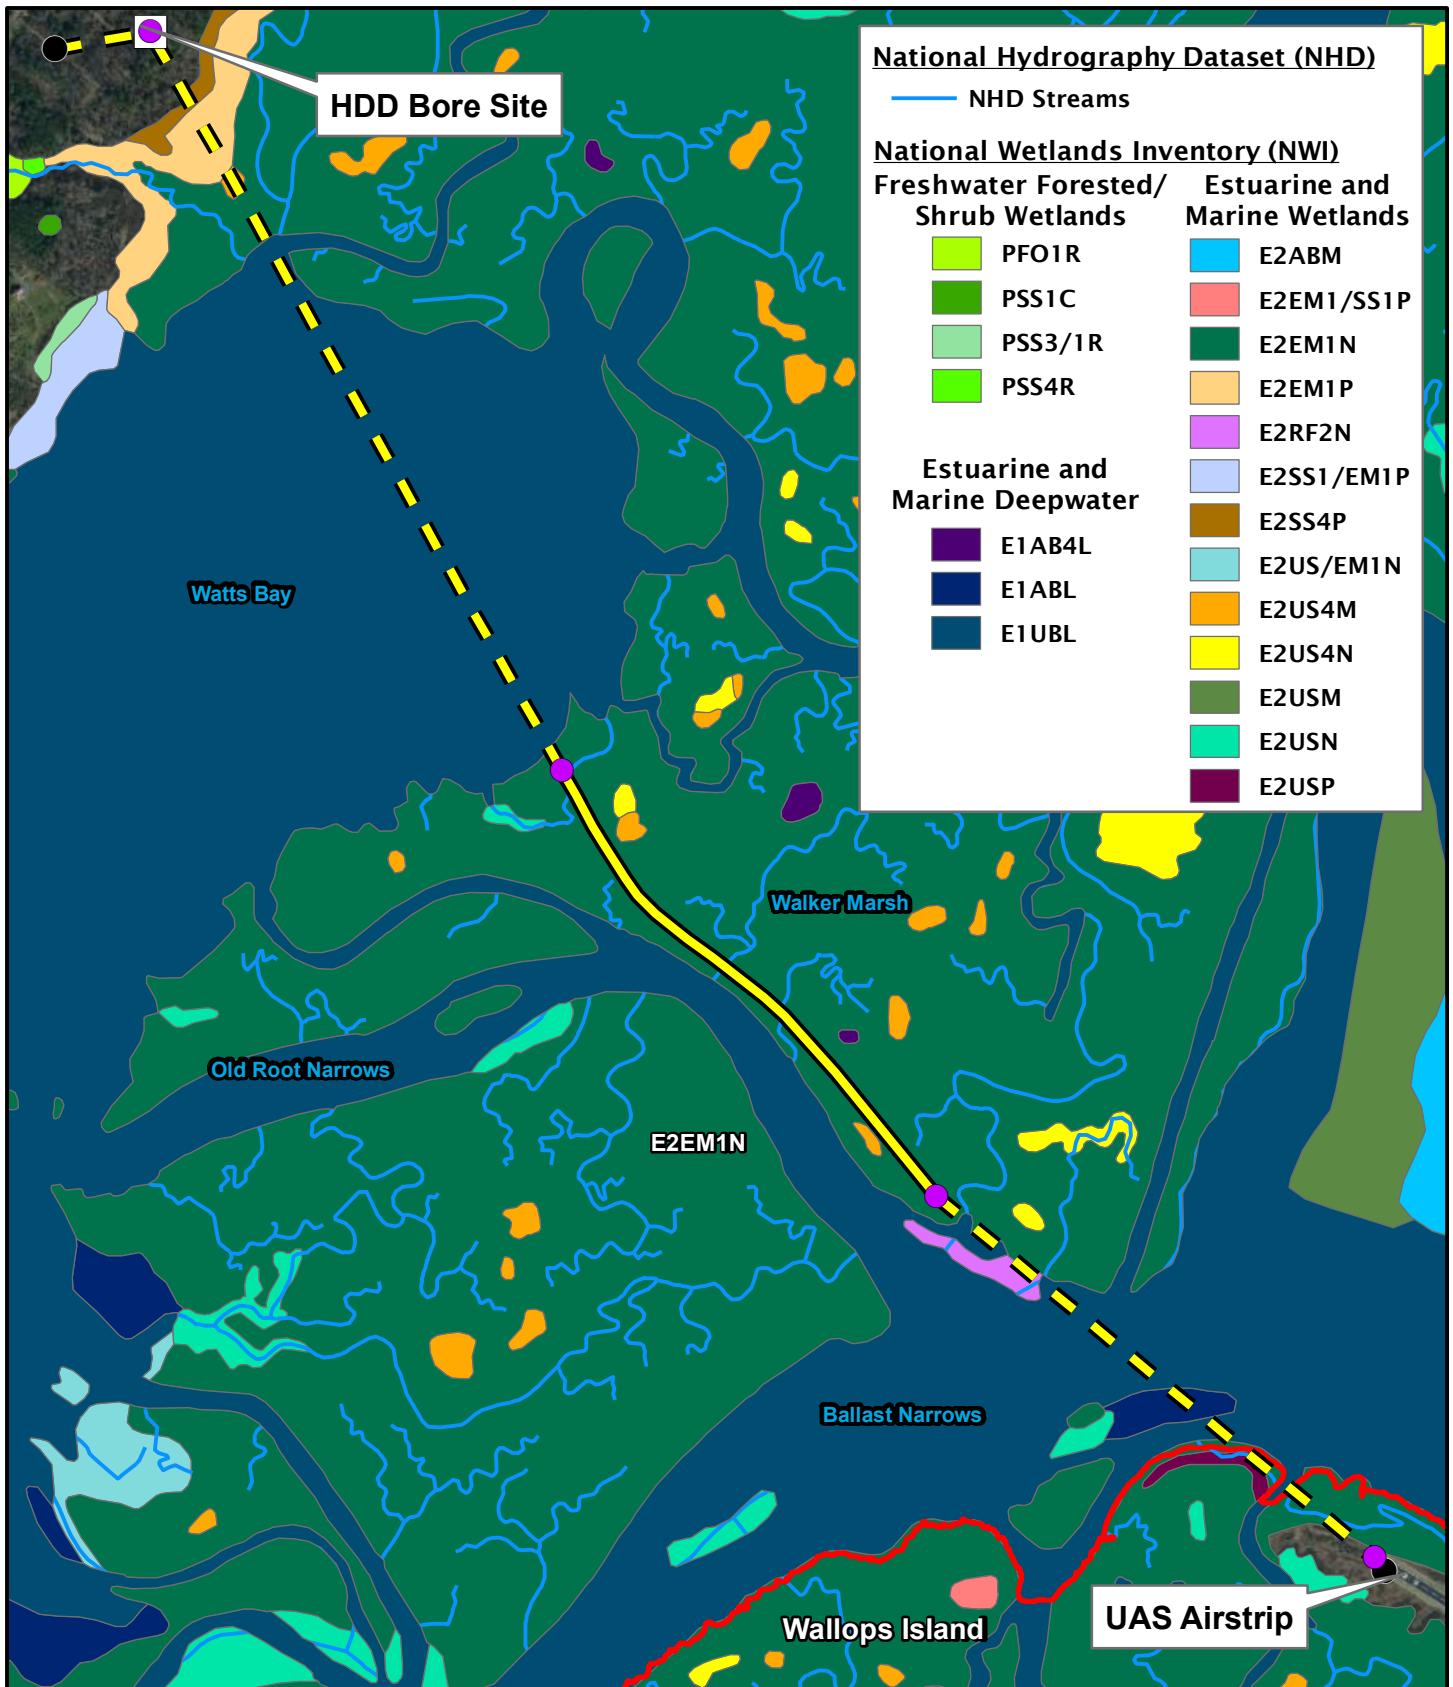 HDD Bore Site
National Hydrography Dataset (NHD)
NHD Streams
National Wetlands Inventory (NWI)
Freshwater Forested/
Shrub Wetlands
PFO1R
PSS1C
PSS3/1R
PSS4R
Estuarine and
Marine Deepwater
E1AB4L
E1ABL
E1UBL
Estuarine and
Marine Wetlands
E2ABM
E2EM1/SS1P
E2EM1N
E2EM1P
E2RF2N
E2SS1/EM1P
E2SS4P
E2US/EM1N
E2US4M
E2US4N
E2USM
E2USN
E2USP
Watts Bay
Walker Marsh
Old Root Narrows
E2EM1N
Ballast Narrows
Wallops Island
UAS Airstrip